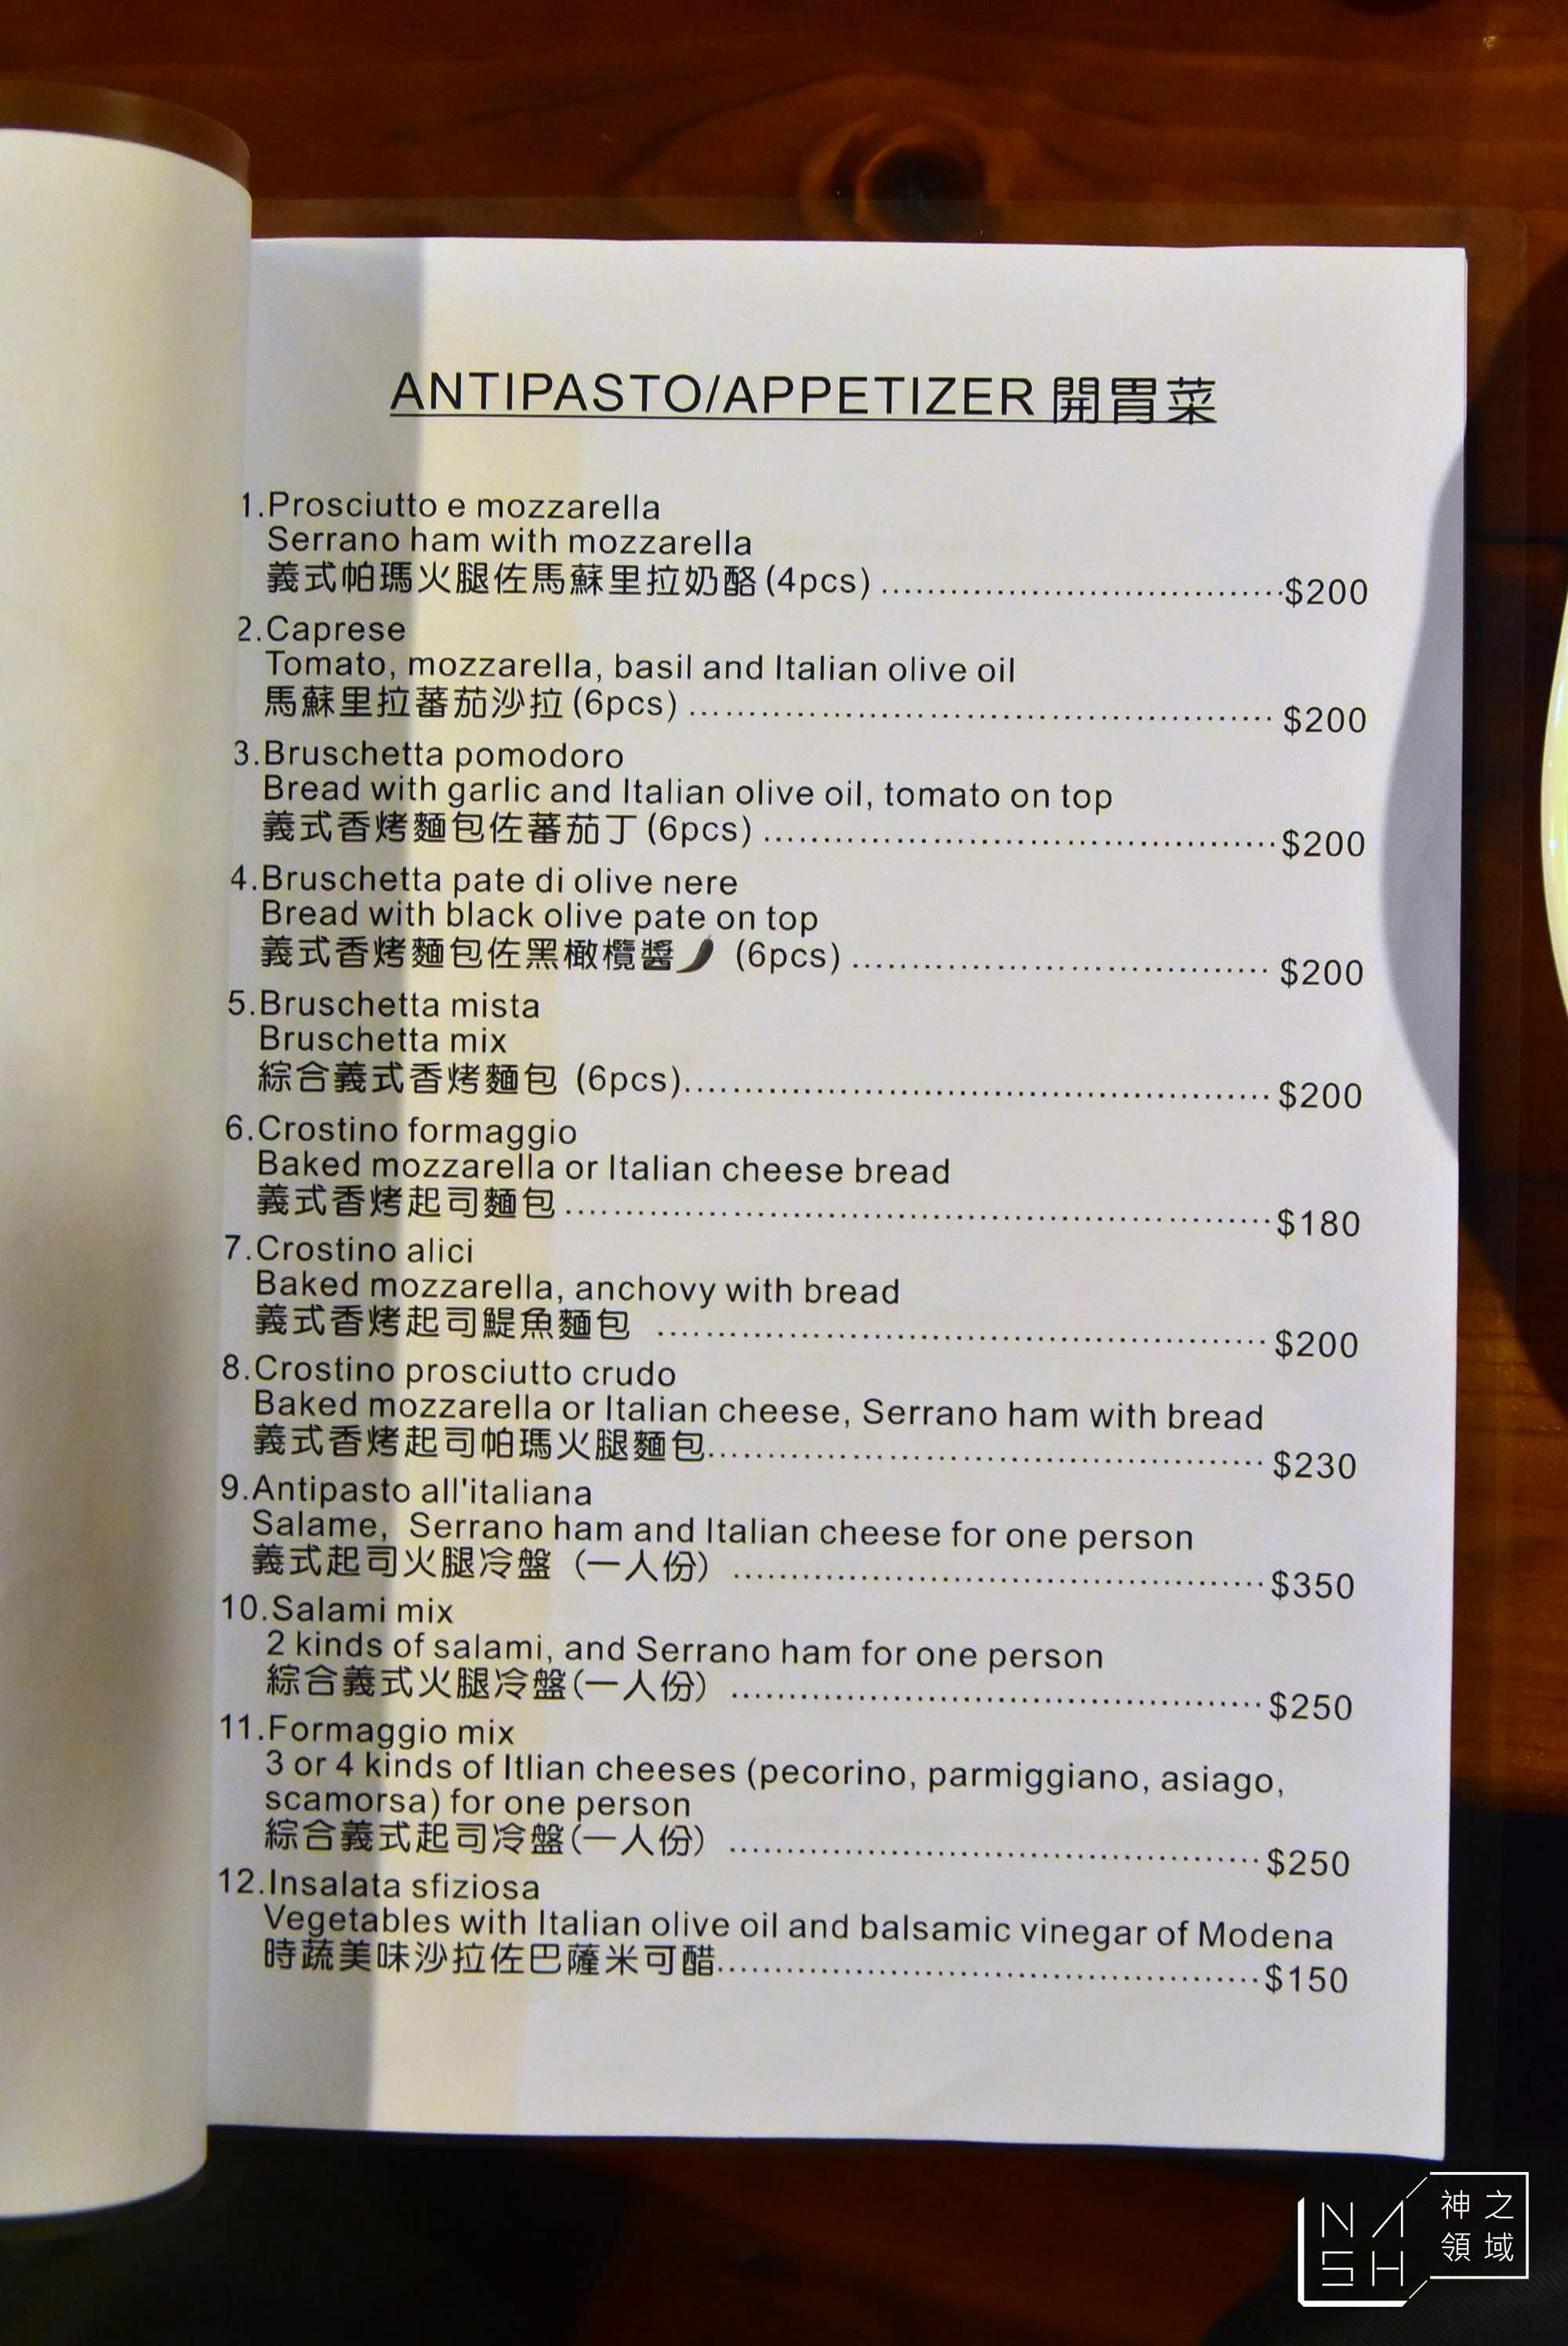 ANTIPASTO/APPETIZER 開胃菜
1.Prosciutto e mozzarella
Serrano ham with mozzarella
義式帕瑪火腿佐馬蘇里拉奶酪(4pcs) ........................................$200
2.Caprese
Tomato, mozzarella, basil and Italian olive oil
馬蘇里拉蕃茄沙拉(6pcs) ........................................ $200
3.Bruschetta pomodoro
Bread with garlic and Italian olive oil, tomato on top
義式香烤麵包佐蕃茄丁(6pcs) ........................................$200
4.Bruschetta pate di olive nere
Bread with black olive pate on top
義式香烤麵包佐黑橄欖醬 (6pcs) ........................................ $200
5.Bruschetta mista
Bruschetta mix
綜合義式香烤麵包 (6pcs)........................................ $200
6.Crostino formaggio
Baked mozzarella or Italian cheese bread
義式香烤起司麵包........................................$180
7.Crostino alici
Baked mozzarella, anchovy with bread
義式香烤起司鯷魚麵包 ........................................ $200
8.Crostino prosciutto crudo
Baked mozzarella or Italian cheese, Serrano ham with bread
義式香烤起司帕瑪火腿麵包........................................ $230
9.Antipasto all'italiana
Salame, Serrano ham and Italian cheese for one person
義式起司火腿冷盤 (一人份) ........................................$350
10.Salami mix
2 kinds of salami, and Serrano ham for one person
綜合義式火腿冷盤(一人份) ........................................$250
11.Formaggio mix
3 or 4 kinds of Itlian cheeses (pecorino, parmiggiano, asiago,
scamorsa) for one person
綜合義式起司冷盤(一人份) ........................................$250
12.Insalata sfiziosa
Vegetables with Italian olive oil and balsamic vinegar of Modena
時蔬美味沙拉佐巴薩米可醋........................................$150
NASH 神之領域